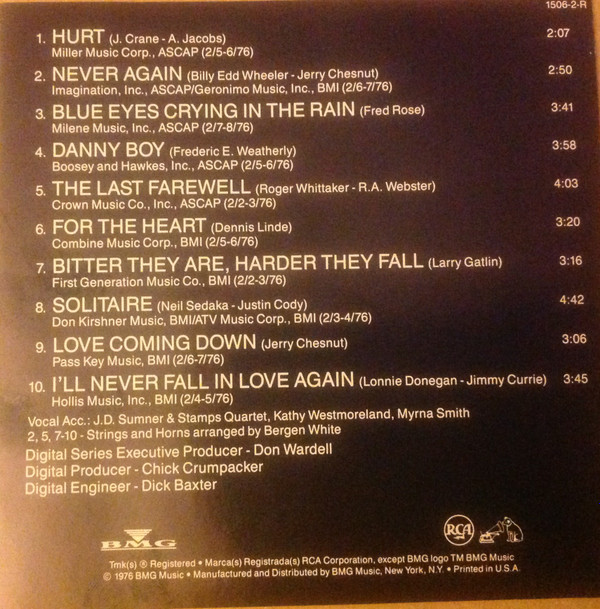 1506-2-R
1. HURT (J. Crane - A. Jacobs) 2:07
Miller Music Corp., ASCAP (2/5-6/76)
2. NEVER AGAIN (Billy Edd Wheeler - Jerry Chesnut) 2:50
Imagination, Inc., ASCAP/Geronimo Music, Inc., BMI (2/6-7/76)
3. BLUE EYES CRYING IN THE RAIN (Fred Rose) 3:41
Milene Music, Inc., ASCAP (2/7-8/76)
4. DANNY BOY (Frederic E. Weatherly) 3:58
Boosey and Hawkes, Inc., ASCAP (2/5-6/76)
5. THE LAST FAREWELL (Roger Whittaker - R.A. Webster) 4:03
Crown Music Co., Inc., ASCAP (2/2-3/76)
6. FOR THE HEART (Dennis Linde) 3:20
Combine Music Corp., BMI (2/5-6/76)
7. BITTER THEY ARE, HARDER THEY FALL (Larry Gatlin) 3:16
First Generation Music Co., BMI (2/2-3/76)
8. SOLITAIRE (Neil Sedaka - Justin Cody) 4:42
Don Kirshner Music, BMI/ATV Music Corp., BMI (2/3-4/76)
9. LOVE COMING DOWN (Jerry Chesnut) 3:06
Pass Key Music, BMI (2/6-7/76)
10. I'LL NEVER FALL IN LOVE AGAIN (Lonnie Donegan - Jimmy Currie) 3:45
Hollis Music, Inc., BMI (2/4-5/76)
Vocal Acc.: J.D. Sumner & Stamps Quartet, Kathy Westmoreland, Myrna Smith
2, 5, 7-10 - Strings and Horns arranged by Bergen White
Digital Series Executive Producer - Don Wardell
Digital Producer - Chick Crumpacker
Digital Engineer - Dick Baxter
BMG RCA
Tmk(s) ® Registered • Marca(s) Registrada(s) RCA Corporation, except BMG logo TM BMG Music
© 1976 BMG Music • Manufactured and Distributed by BMG Music, New York, N.Y. • Printed in U.S.A.